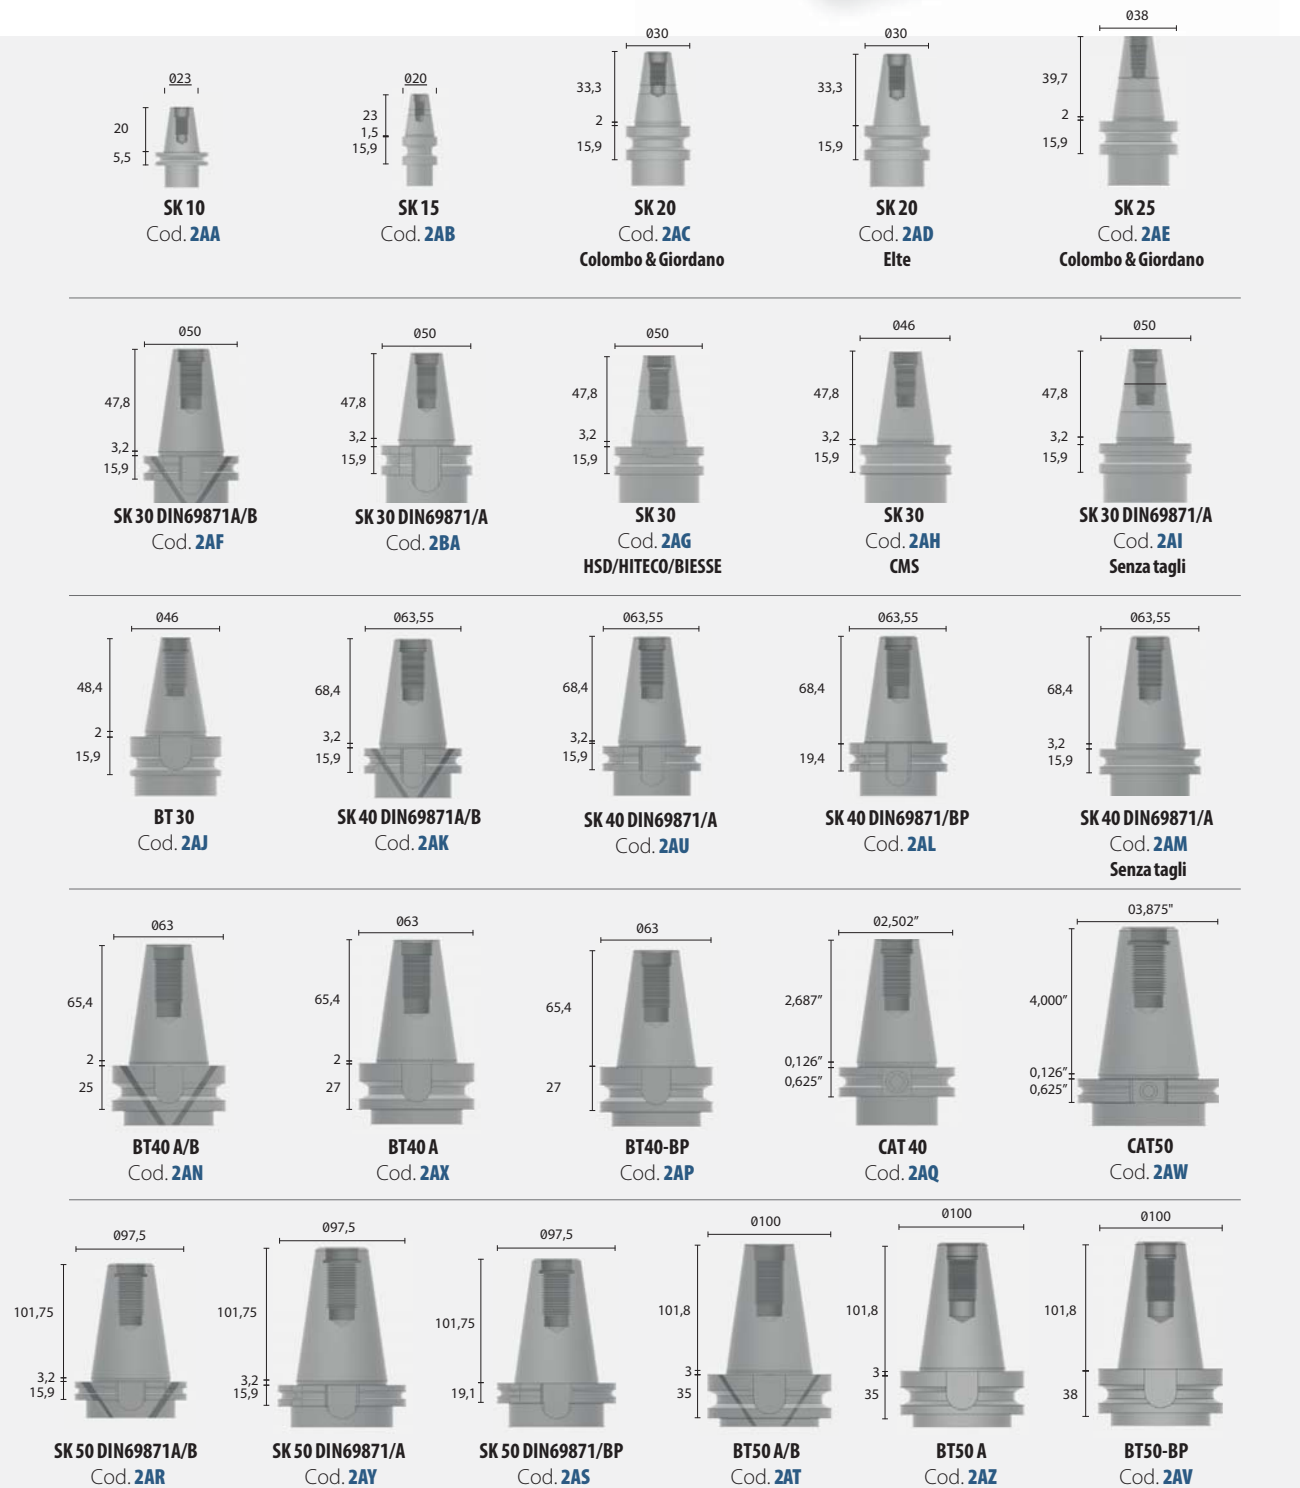 Ø23
20
5,5
SK 10
Cod. 2AA
Ø20
23
1,5
15,9
SK 15
Cod. 2AB
Ø30
33,3
2
15,9
SK 20
Cod. 2AC
Colombo & Giordano
Ø30
33,3
15,9
SK 20
Cod. 2AD
Elte
Ø38
39,7
2
15,9
SK 25
Cod. 2AE
Colombo & Giordano
Ø50
47,8
3,2
15,9
SK 30 DIN69871A/B
Cod. 2AF
Ø50
47,8
3,2
15,9
SK 30 DIN69871/A
Cod. 2BA
Ø50
47,8
3,2
15,9
SK 30
Cod. 2AG
HSD/HITECO/BIESSE
Ø46
47,8
3,2
15,9
SK 30
Cod. 2AH
CMS
Ø50
47,8
3,2
15,9
SK 30 DIN69871/A
Cod. 2AI
Senza tagli
Ø46
48,4
2
15,9
BT 30
Cod. 2AJ
Ø63,55
68,4
3,2
15,9
SK 40 DIN69871A/B
Cod. 2AK
Ø63,55
68,4
3,2
15,9
SK 40 DIN69871/A
Cod. 2AU
Ø63,55
68,4
19,4
SK 40 DIN69871/BP
Cod. 2AL
Ø63,55
68,4
3,2
15,9
SK 40 DIN69871/A
Cod. 2AM
Senza tagli
Ø63
65,4
2
25
BT40 A/B
Cod. 2AN
Ø63
65,4
2
27
BT40 A
Cod. 2AX
Ø63
65,4
27
BT40-BP
Cod. 2AP
Ø2,502”
2,687”
0,126”
0,625”
CAT 40
Cod. 2AQ
Ø3,875"
4,000”
0,126”
0,625”
CAT50
Cod. 2AW
Ø97,5
101,75
3,2
15,9
SK 50 DIN69871A/B
Cod. 2AR
Ø97,5
101,75
3,2
15,9
SK 50 DIN69871/A
Cod. 2AY
Ø97,5
101,75
19,1
SK 50 DIN69871/BP
Cod. 2AS
Ø100
101,8
3
35
BT50 A/B
Cod. 2AT
Ø100
101,8
3
35
BT50 A
Cod. 2AZ
Ø100
101,8
38
BT50-BP
Cod. 2AV